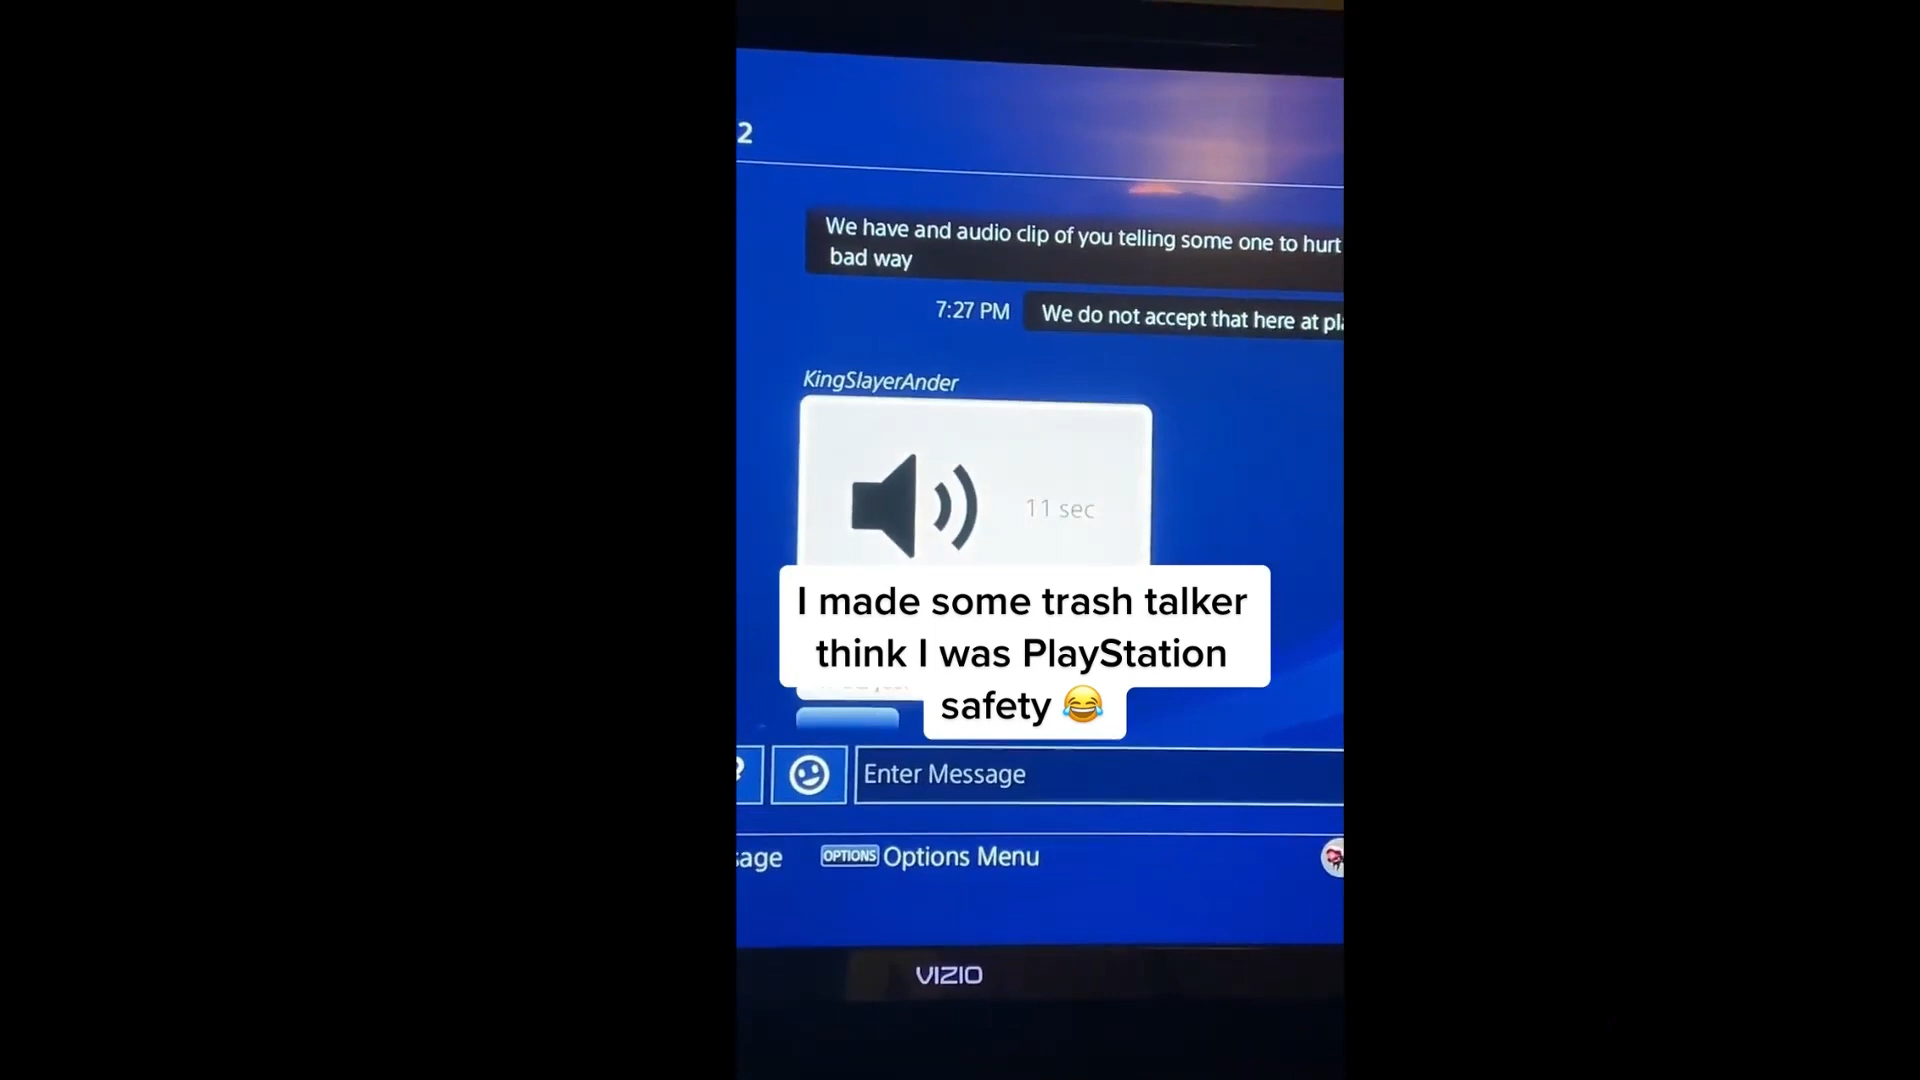 2
We have and audio clip of you telling some one to hurt
bad way
7:27 PM We do not accept that here at
KingSlayerAnder
11 sec
I made some trash talker
think I was PlayStation
safety 😂
Enter Message
OPTIONS Options Menu
VIZIO